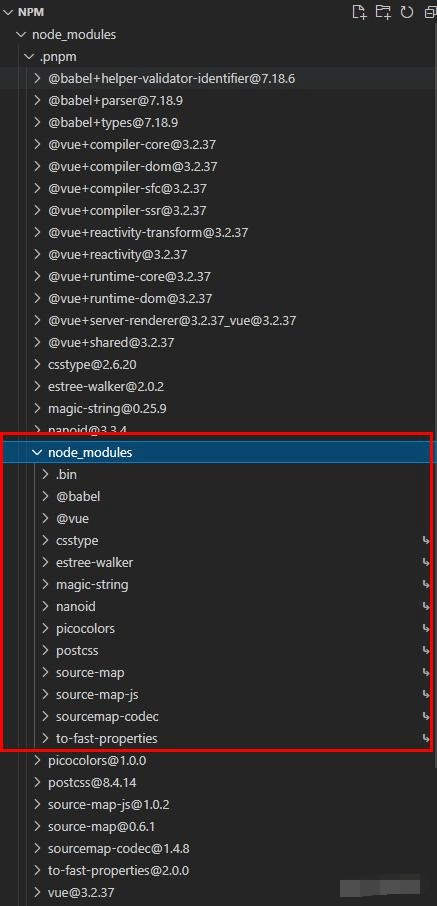 NPM
node_modules
.pnpm
@babel+helper-validator-identifier@7.18.6
@babel+parser@7.18.9
@babel+types@7.18.9
@vue+compiler-core@3.2.37
@vue+compiler-dom@3.2.37
@vue+compiler-sfc@3.2.37
@vue+compiler-ssr@3.2.37
@vue+reactivity-transform@3.2.37
@vue+reactivity@3.2.37
@vue+runtime-core@3.2.37
@vue+runtime-dom@3.2.37
@vue+server-renderer@3.2.37_vue@3.2.37
@vue+shared@3.2.37
csstype@2.6.20
estree-walker@2.0.2
magic-string@0.25.9
nanoid@3.3.4
node_modules
.bin
@babel
@vue
csstype
estree-walker
magic-string
nanoid
picocolors
postcss
source-map
source-map-js
sourcemap-codec
to-fast-properties
picocolors@1.0.0
postcss@8.4.14
source-map-js@1.0.2
source-map@0.6.1
sourcemap-codec@1.4.8
to-fast-properties@2.0.0
vue@3.2.37